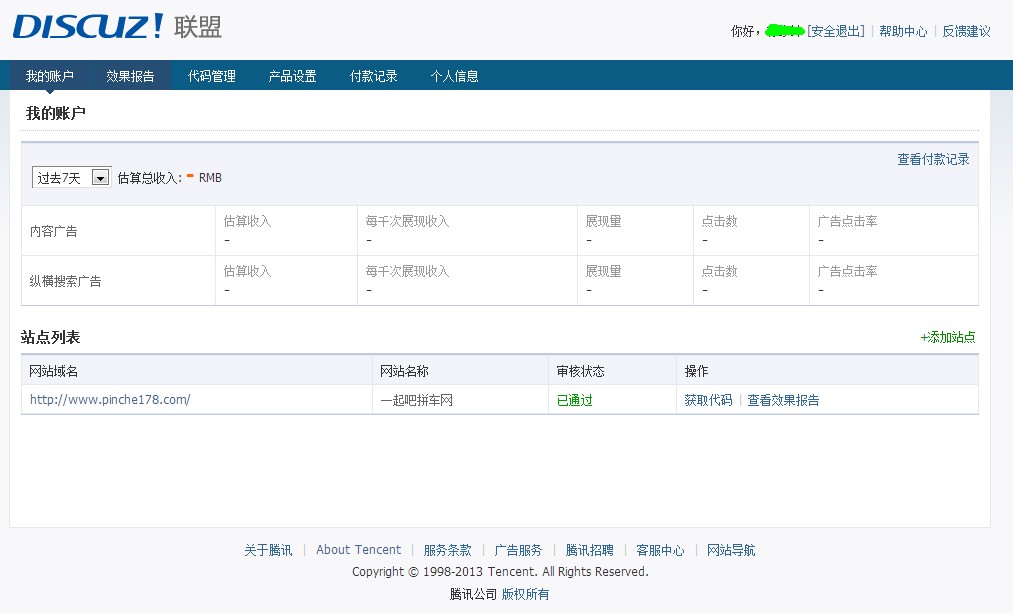 DISCUZ! 联盟
你好， [安全退出] | 帮助中心 | 反馈建议
我的账户 效果报告 代码管理 产品设置 付款记录 个人信息
我的账户
查看付款记录
过去7天 估算总收入: - RMB
内容广告 估算收入 每千次展现收入 展现量 点击数 广告点击率
- - - - -
纵横搜索广告 估算收入 每千次展现收入 展现量 点击数 广告点击率
- - - - -
站点列表 +添加站点
网站域名 网站名称 审核状态 操作
http://www.pinche178.com/ 一起吧拼车网 已通过 获取代码 | 查看效果报告
关于腾讯 | About Tencent | 服务条款 | 广告服务 | 腾讯招聘 | 客服中心 | 网站导航
Copyright © 1998-2013 Tencent. All Rights Reserved.
腾讯公司 版权所有